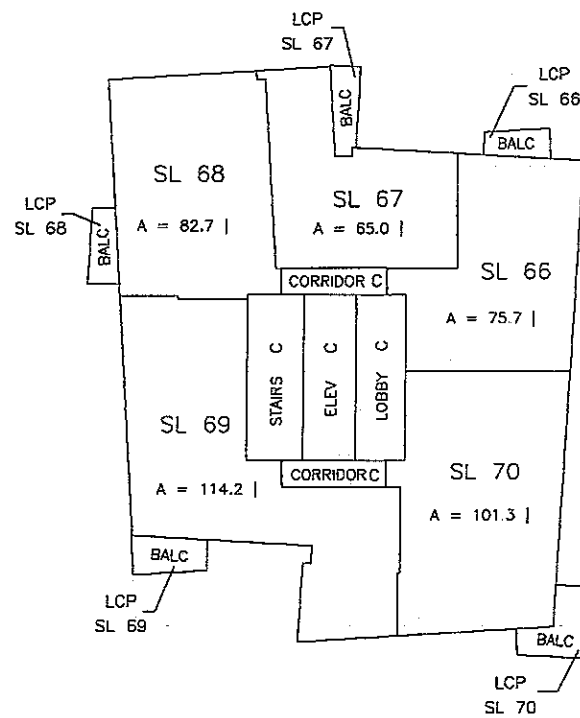 LCP
SL 67
LCP
SL 66
BALC
BALC
SL 68
SL 67
LCP
SL 68
A = 82.7 |
A = 65.0 |
BALC
SL 66
CORRIDOR C
A = 75.7 |
STAIRS C
ELEV C
LOBBY C
SL 69
CORRIDOR C
SL 70
A = 114.2 |
A = 101.3 |
BALC
LCP
SL 69
BALC
LCP
SL 70